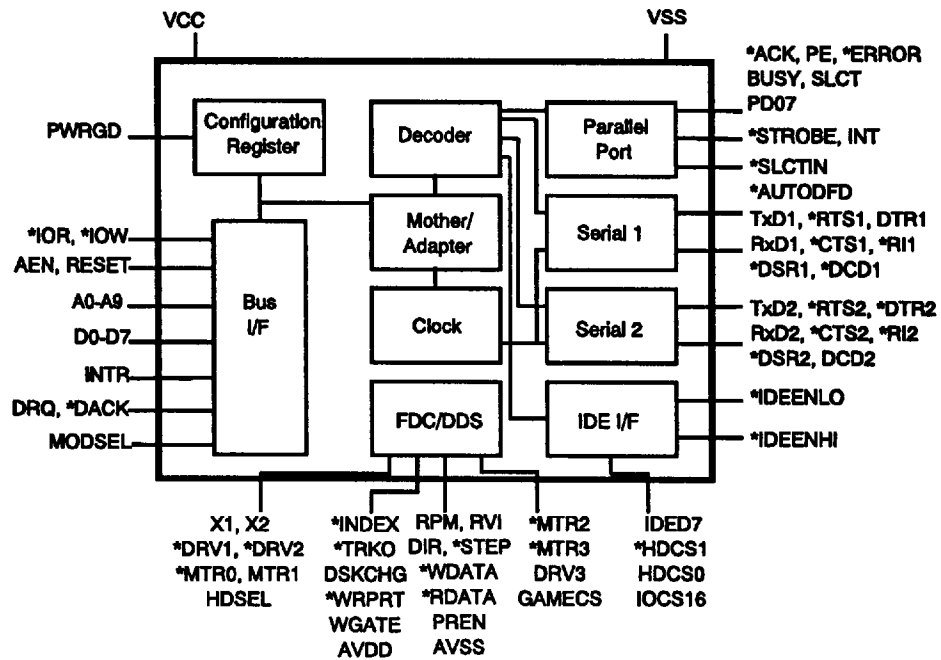 VCC
VSS
*ACK, PE, *ERROR
BUSY, SLCT
PD07
*STROBE, INT
*SLCTIN
*AUTODFD
TxD1, *RTS1, DTR1
RxD1, *CTS1, *RI1
*DSR1, *DCD1
TxD2, *RTS2, *DTR2
RxD2, *CTS2, *RI2
*DSR2, DCD2
*IDEENLO
*IDEENHI
PWRGD
*IOR, *IOW
AEN, RESET
A0-A9
D0-D7
INTR
DRQ, *DACK
MODSEL
Configuration
Register
Bus
I/F
Decoder
Mother/
Adapter
Clock
FDC/DDS
Parallel
Port
Serial 1
Serial 2
IDE I/F
X1, X2
*DRV1, *DRV2
*MTR0, MTR1
HDSEL
*INDEX
*TRKO
DSKCHG
*WRPRT
WGATE
AVDD
RPM, RVI
DIR, *STEP
*WDATA
*RDATA
PREN
AVSS
*MTR2
*MTR3
DRV3
GAMECS
IDED7
*HDCS1
HDCS0
IOCS16